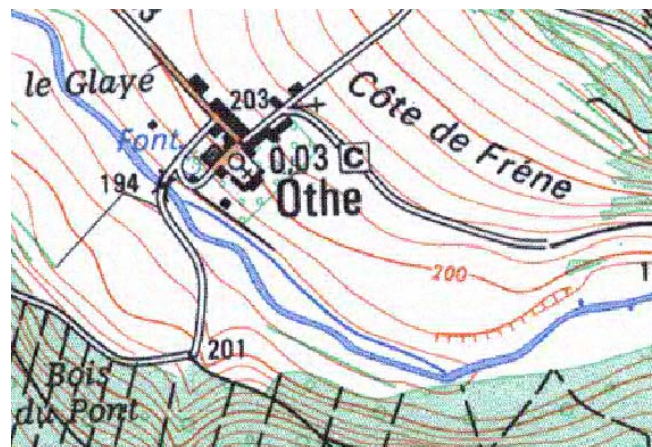 le Glayé
203
Côte de Frêne
Font.
0,03 C
194
Othe
200
201
Bois
du Pont